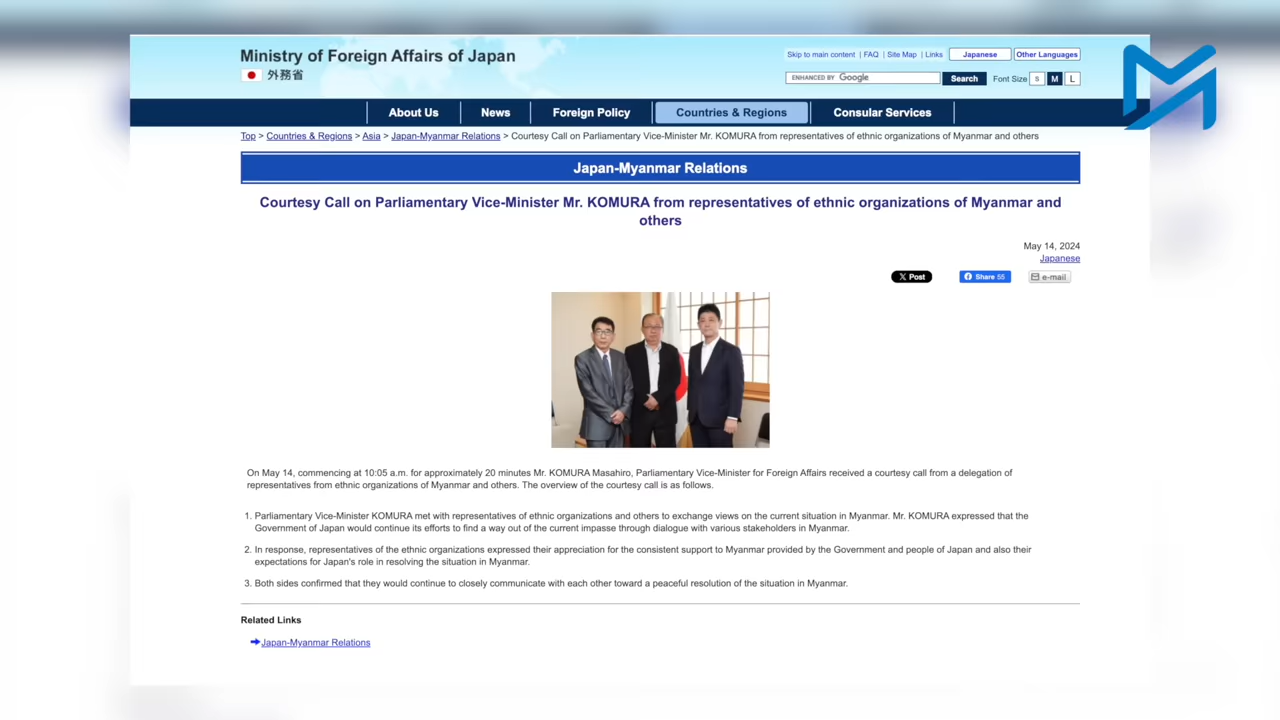 Ministry of Foreign Affairs of Japan
外務省
Skip to main content | FAQ | Site Map | Links Japanese Other Languages
ENHANCED BY Google Search Font Size S M L
About Us News Foreign Policy Countries & Regions Consular Services
Top > Countries & Regions > Asia > Japan-Myanmar Relations > Courtesy Call on Parliamentary Vice-Minister Mr. KOMURA from representatives of ethnic organizations of Myanmar and others
Japan-Myanmar Relations
Courtesy Call on Parliamentary Vice-Minister Mr. KOMURA from representatives of ethnic organizations of Myanmar and
others
May 14, 2024
Japanese
X Post Share 55 e-mail
On May 14, commencing at 10:05 a.m. for approximately 20 minutes Mr. KOMURA Masahiro, Parliamentary Vice-Minister for Foreign Affairs received a courtesy call from a delegation of
representatives from ethnic organizations of Myanmar and others. The overview of the courtesy call is as follows.
1. Parliamentary Vice-Minister KOMURA met with representatives of ethnic organizations and others to exchange views on the current situation in Myanmar. Mr. KOMURA expressed that the
Government of Japan would continue its efforts to find a way out of the current impasse through dialogue with various stakeholders in Myanmar.
2. In response, representatives of the ethnic organizations expressed their appreciation for the consistent support to Myanmar provided by the Government and people of Japan and also their
expectations for Japan's role in resolving the situation in Myanmar.
3. Both sides confirmed that they would continue to closely communicate with each other toward a peaceful resolution of the situation in Myanmar.
Related Links
Japan-Myanmar Relations